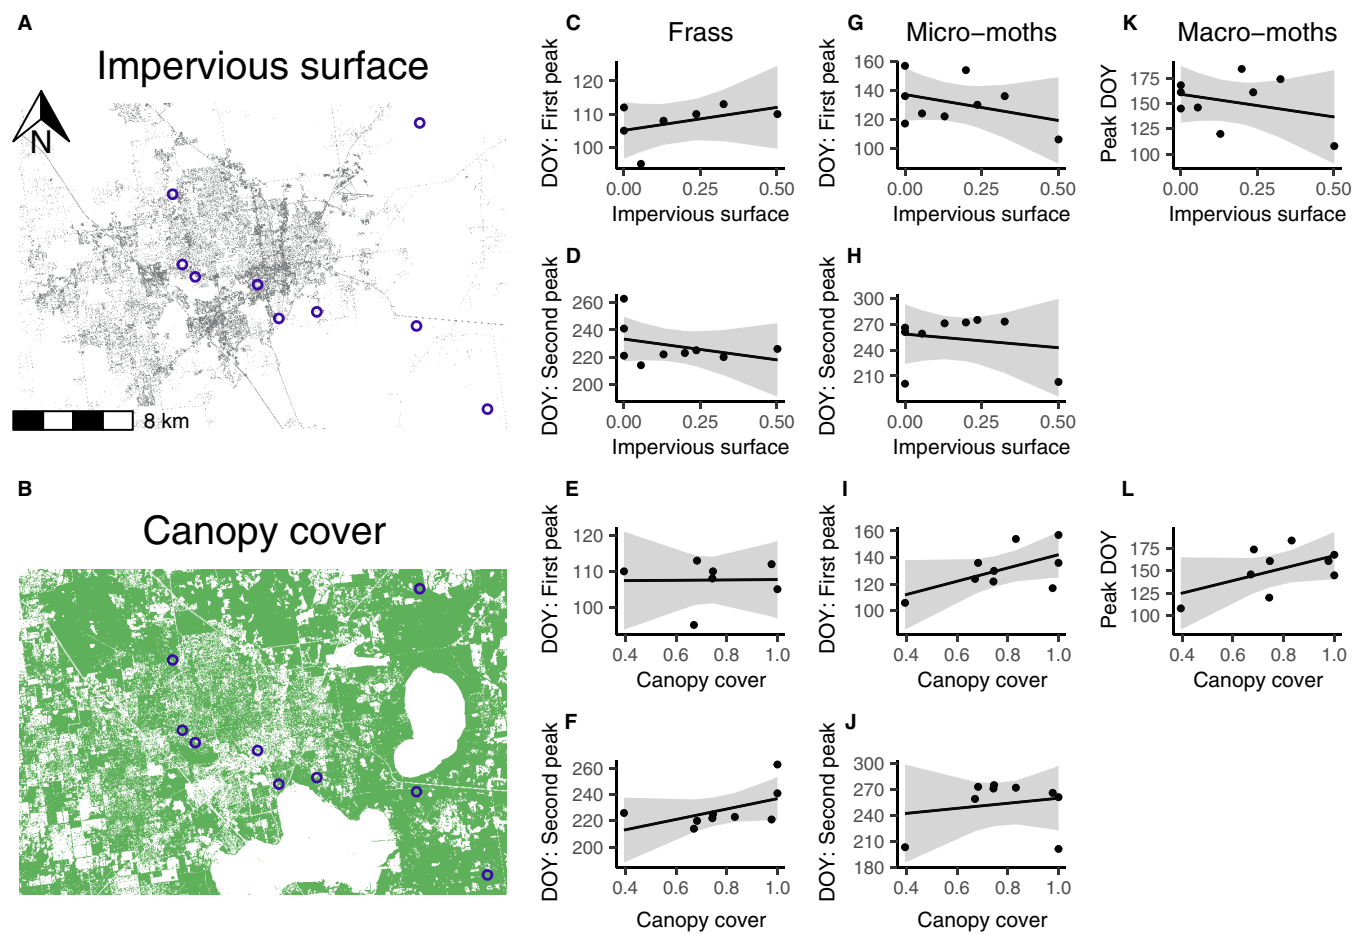 A
Impervious surface
N
8 km
B
Canopy cover
C
Frass
DOY: First peak
120
110
100
0.00
0.25
0.50
Impervious surface
G
Micro−moths
DOY: First peak
160
140
120
100
0.00
0.25
0.50
Impervious surface
K
Macro−moths
Peak DOY
175
150
125
100
0.00
0.25
0.50
Impervious surface
D
DOY: Second peak
260
240
220
200
0.00
0.25
0.50
Impervious surface
H
DOY: Second peak
300
270
240
210
0.00
0.25
0.50
Impervious surface
E
DOY: First peak
120
110
100
0.4
0.6
0.8
1.0
Canopy cover
I
DOY: First peak
160
140
120
100
0.4
0.6
0.8
1.0
Canopy cover
L
Peak DOY
175
150
125
100
0.4
0.6
0.8
1.0
Canopy cover
F
DOY: Second peak
260
240
220
200
0.4
0.6
0.8
1.0
Canopy cover
J
DOY: Second peak
300
270
240
210
180
0.4
0.6
0.8
1.0
Canopy cover